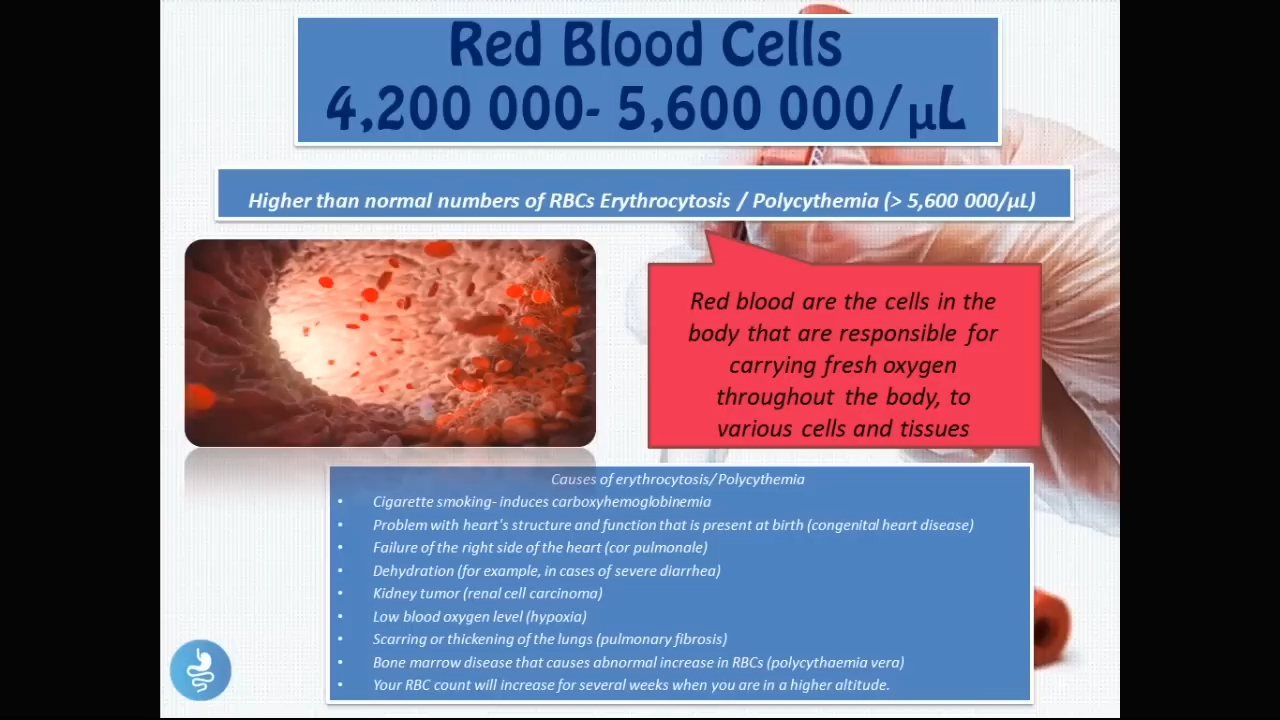 Red Blood Cells
4,200 000- 5,600 000/µL
Higher than normal numbers of RBCs Erythrocytosis / Polycythemia (> 5,600 000/µL)
Red blood are the cells in the
body that are responsible for
carrying fresh oxygen
throughout the body, to
various cells and tissues
Causes of erythrocytosis/Polycythemia
• Cigarette smoking- induces carboxyhemoglobinemia
• Problem with heart's structure and function that is present at birth (congenital heart disease)
• Failure of the right side of the heart (cor pulmonale)
• Dehydration (for example, in cases of severe diarrhea)
• Kidney tumor (renal cell carcinoma)
• Low blood oxygen level (hypoxia)
• Scarring or thickening of the lungs (pulmonary fibrosis)
• Bone marrow disease that causes abnormal increase in RBCs (polycythaemia vera)
• Your RBC count will increase for several weeks when you are in a higher altitude.